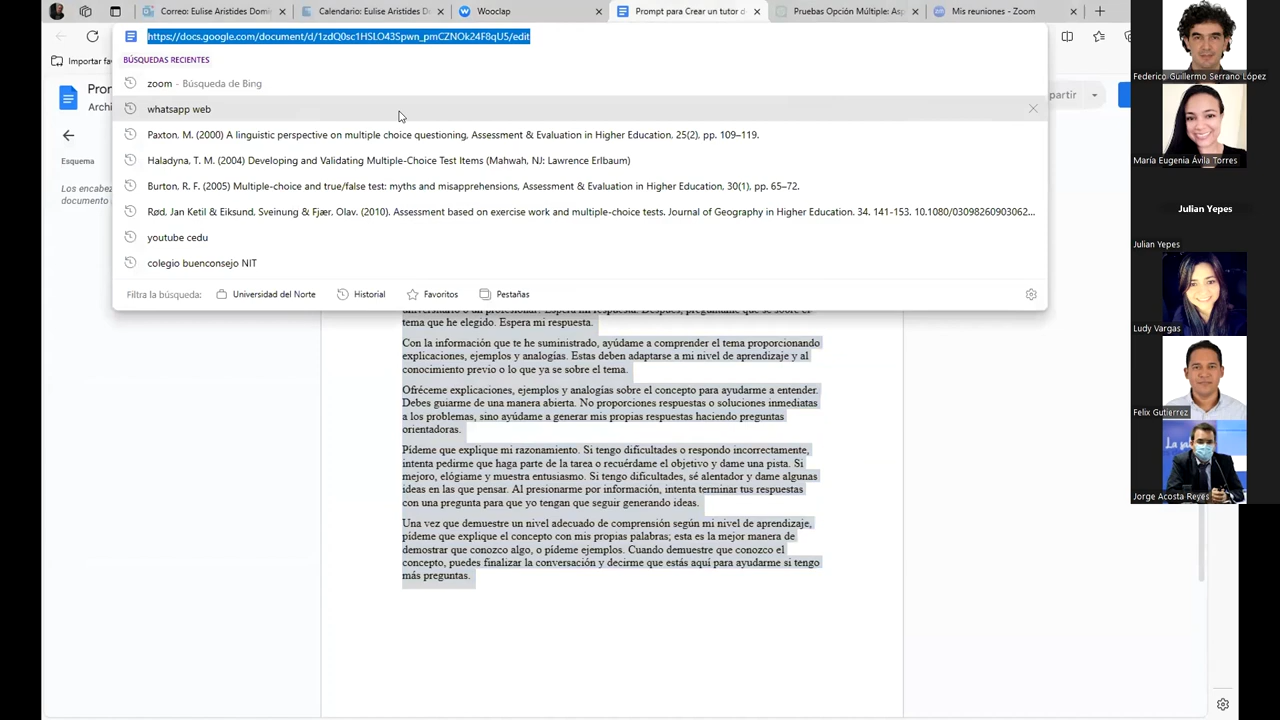 Correo: Eulise Aristides Domi
Calendario: Eulise Aristides D
Wooclap
Prompt para Crear un tutor d
Pruebas Opción Múltiple: Asp
Mis reuniones - Zoom
https://docs.google.com/document/d/1zdQ0sc1HSLO43Spwn_pmCZNOk24F8qU5/edit
Importar fav
BÚSQUEDAS RECIENTES
zoom - Búsqueda de Bing
whatsapp web
Paxton, M. (2000) A linguistic perspective on multiple choice questioning, Assessment & Evaluation in Higher Education, 25(2), pp. 109–119.
Haladyna, T. M. (2004) Developing and Validating Multiple-Choice Test Items (Mahwah, NJ: Lawrence Erlbaum)
Burton, R. F. (2005) Multiple-choice and true/false test: myths and misapprehensions, Assessment & Evaluation in Higher Education, 30(1), pp. 65–72.
Rød, Jan Ketil & Eiksund, Sveinung & Fjær, Olav. (2010). Assessment based on exercise work and multiple-choice tests. Journal of Geography in Higher Education. 34. 141-153. 10.1080/03098260903062...
youtube cedu
colegio buenconsejo NIT
Filtra la búsqueda:
Universidad del Norte
Historial
Favoritos
Pestañas
Pron
Archi
partir
Esquema
Los encabez
documento
tema que he elegido. Espera mi respuesta.
Con la información que te he suministrado, ayúdame a comprender el tema proporcionando
explicaciones, ejemplos y analogías. Estas deben adaptarse a mi nivel de aprendizaje y al
conocimiento previo o lo que ya se sobre el tema.
Ofréceme explicaciones, ejemplos y analogías sobre el concepto para ayudarme a entender.
Debes guiarme de una manera abierta. No proporciones respuestas o soluciones inmediatas
a los problemas, sino ayúdame a generar mis propias respuestas haciendo preguntas
orientadoras.
Pídeme que explique mi razonamiento. Si tengo dificultades o respondo incorrectamente,
intenta pedirme que haga parte de la tarea o recuérdame el objetivo y dame una pista. Si
mejoro, elógiame y muestra entusiasmo. Si tengo dificultades, sé alentador y dame algunas
ideas en las que pensar. Al presionarme por información, intenta terminar tus respuestas
con una pregunta para que yo tengan que seguir generando ideas.
Una vez que demuestre un nivel adecuado de comprensión según mi nivel de aprendizaje,
pídeme que explique el concepto con mis propias palabras; esta es la mejor manera de
demostrar que conozco algo, o pídeme ejemplos. Cuando demuestre que conozco el
concepto, puedes finalizar la conversación y decirme que estás aquí para ayudarme si tengo
más preguntas.
Federico Guillermo Serrano López
María Eugenia Ávila Torres
Julian Yepes
Julian Yepes
Ludy Vargas
Felix Gutierrez
Jorge Acosta Reyes